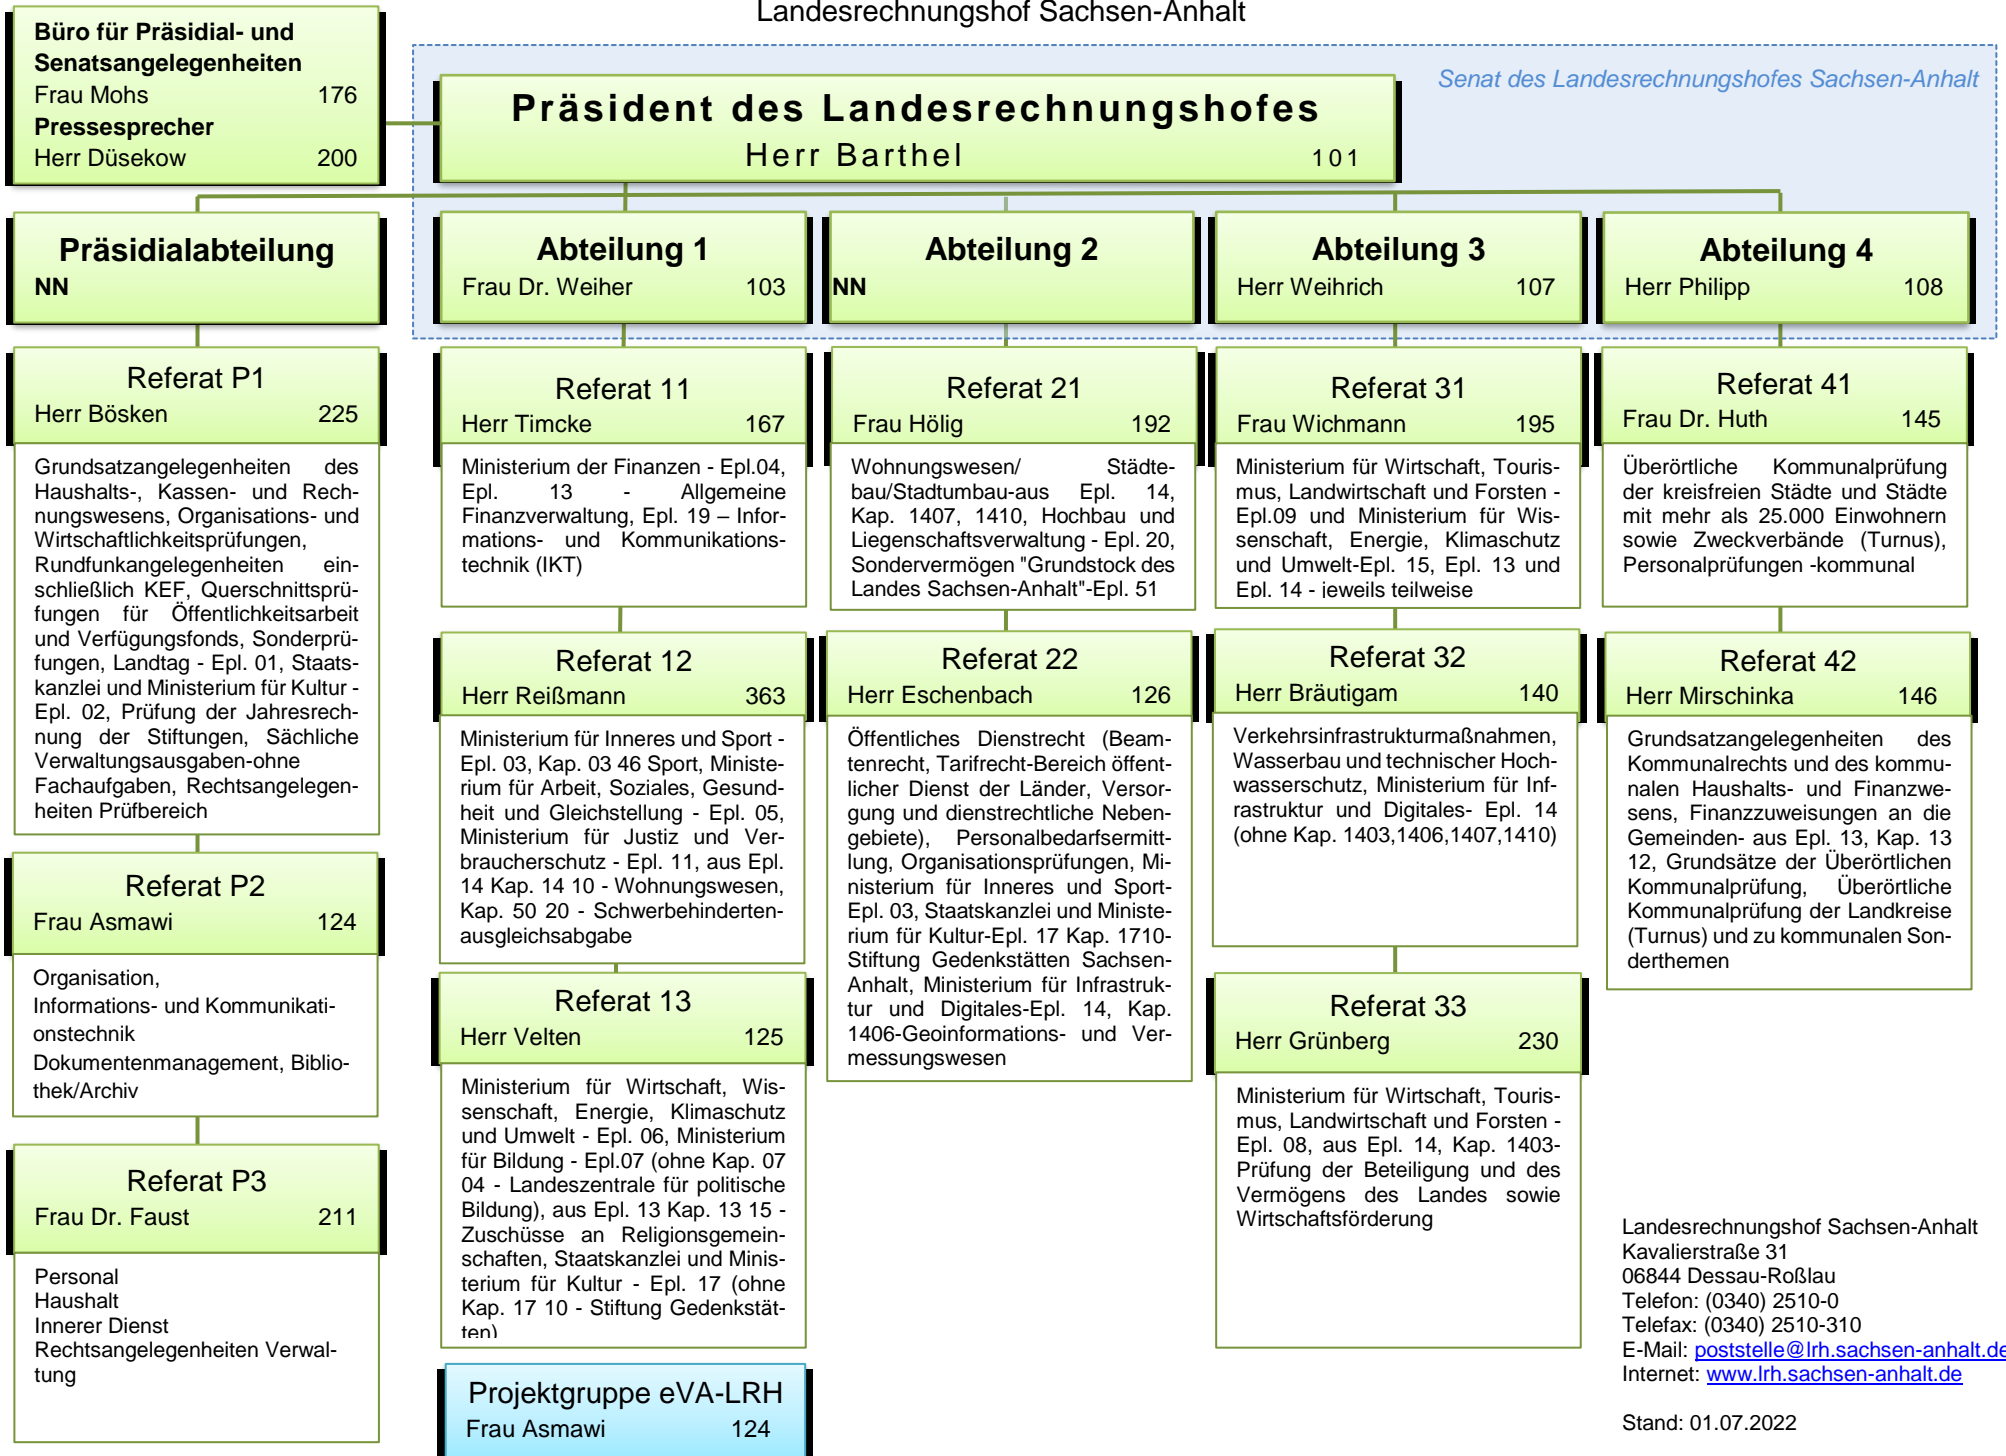 Landesrechnungshof Sachsen-Anhalt
Büro für Präsidial- und
Senatsangelegenheiten
Frau Mohs 176
Pressesprecher
Herr Düsekow 200
Senat des Landesrechnungshofes Sachsen-Anhalt
Präsident des Landesrechnungshofes
Herr Barthel 101
Präsidialabteilung
NN
Abteilung 1
Frau Dr. Weiher 103
Abteilung 2
NN
Abteilung 3
Herr Weihrich 107
Abteilung 4
Herr Philipp 108
Referat P1
Herr Bösken 225
Grundsatzangelegenheiten des
Haushalts-, Kassen- und Rech-
nungswesens, Organisations- und
Wirtschaftlichkeitsprüfungen,
Rundfunkangelegenheiten ein-
schließlich KEF, Querschnittsprü-
fungen für Öffentlichkeitsarbeit
und Verfügungsfonds, Sonderprü-
fungen, Landtag - Epl. 01, Staats-
kanzlei und Ministerium für Kultur -
Epl. 02, Prüfung der Jahresrech-
nung der Stiftungen, Sächliche
Verwaltungsausgaben-ohne
Fachaufgaben, Rechtsangelegen-
heiten Prüfbereich
Referat P2
Frau Asmawi 124
Organisation,
Informations- und Kommunikati-
onstechnik
Dokumentenmanagement, Biblio-
thek/Archiv
Referat P3
Frau Dr. Faust 211
Personal
Haushalt
Innerer Dienst
Rechtsangelegenheiten Verwal-
tung
Referat 11
Herr Timcke 167
Ministerium der Finanzen - Epl.04,
Epl. 13 - Allgemeine
Finanzverwaltung, Epl. 19 – Infor-
mations- und Kommunikations-
technik (IKT)
Referat 12
Herr Reißmann 363
Ministerium für Inneres und Sport -
Epl. 03, Kap. 03 46 Sport, Ministe-
rium für Arbeit, Soziales, Gesund-
heit und Gleichstellung - Epl. 05,
Ministerium für Justiz und Ver-
braucherschutz - Epl. 11, aus Epl.
14 Kap. 14 10 - Wohnungswesen,
Kap. 50 20 - Schwerbehinderten-
ausgleichsabgabe
Referat 13
Herr Velten 125
Ministerium für Wirtschaft, Wis-
senschaft, Energie, Klimaschutz
und Umwelt - Epl. 06, Ministerium
für Bildung - Epl.07 (ohne Kap. 07
04 - Landeszentrale für politische
Bildung), aus Epl. 13 Kap. 13 15 -
Zuschüsse an Religionsgemein-
schaften, Staatskanzlei und Minis-
terium für Kultur - Epl. 17 (ohne
Kap. 17 10 - Stiftung Gedenkstät-
ten)
Projektgruppe eVA-LRH
Frau Asmawi 124
Referat 21
Frau Hölig 192
Wohnungswesen/ Städte-
bau/Stadtumbau-aus Epl. 14,
Kap. 1407, 1410, Hochbau und
Liegenschaftsverwaltung - Epl. 20,
Sondervermögen "Grundstock des
Landes Sachsen-Anhalt"-Epl. 51
Referat 22
Herr Eschenbach 126
Öffentliches Dienstrecht (Beam-
tenrecht, Tarifrecht-Bereich öffent-
licher Dienst der Länder, Versor-
gung und dienstrechtliche Neben-
gebiete), Personalbedarfsermitt-
lung, Organisationsprüfungen, Mi-
nisterium für Inneres und Sport-
Epl. 03, Staatskanzlei und Ministe-
rium für Kultur-Epl. 17 Kap. 1710-
Stiftung Gedenkstätten Sachsen-
Anhalt, Ministerium für Infrastruk-
tur und Digitales-Epl. 14, Kap.
1406-Geoinformations- und Ver-
messungswesen
Referat 31
Frau Wichmann 195
Ministerium für Wirtschaft, Touris-
mus, Landwirtschaft und Forsten -
Epl.09 und Ministerium für Wis-
senschaft, Energie, Klimaschutz
und Umwelt-Epl. 15, Epl. 13 und
Epl. 14 - jeweils teilweise
Referat 32
Herr Bräutigam 140
Verkehrsinfrastrukturmaßnahmen,
Wasserbau und technischer Hoch-
wasserschutz, Ministerium für Inf-
rastruktur und Digitales- Epl. 14
(ohne Kap. 1403,1406,1407,1410)
Referat 33
Herr Grünberg 230
Ministerium für Wirtschaft, Touris-
mus, Landwirtschaft und Forsten -
Epl. 08, aus Epl. 14, Kap. 1403-
Prüfung der Beteiligung und des
Vermögens des Landes sowie
Wirtschaftsförderung
Referat 41
Frau Dr. Huth 145
Überörtliche Kommunalprüfung
der kreisfreien Städte und Städte
mit mehr als 25.000 Einwohnern
sowie Zweckverbände (Turnus),
Personalprüfungen -kommunal
Referat 42
Herr Mirschinka 146
Grundsatzangelegenheiten des
Kommunalrechts und des kommu-
nalen Haushalts- und Finanzwe-
sens, Finanzzuweisungen an die
Gemeinden- aus Epl. 13, Kap. 13
12, Grundsätze der Überörtlichen
Kommunalprüfung, Überörtliche
Kommunalprüfung der Landkreise
(Turnus) und zu kommunalen Son-
derthemen
Landesrechnungshof Sachsen-Anhalt
Kavalierstraße 31
06844 Dessau-Roßlau
Telefon: (0340) 2510-0
Telefax: (0340) 2510-310
E-Mail: poststelle@lrh.sachsen-anhalt.de
Internet: www.lrh.sachsen-anhalt.de
Stand: 01.07.2022